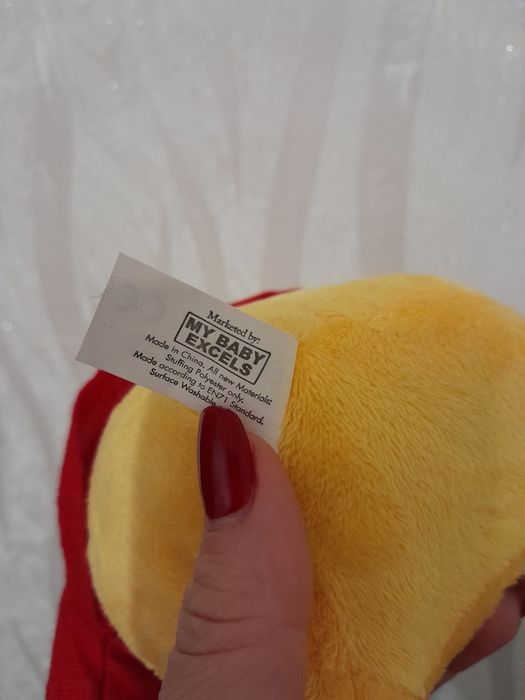 Marketed by:
MY BABY
EXCELS
Made in China. All new Materials:
Stuffing Polyester only.
Made according to EN71 Standard.
Surface Washable